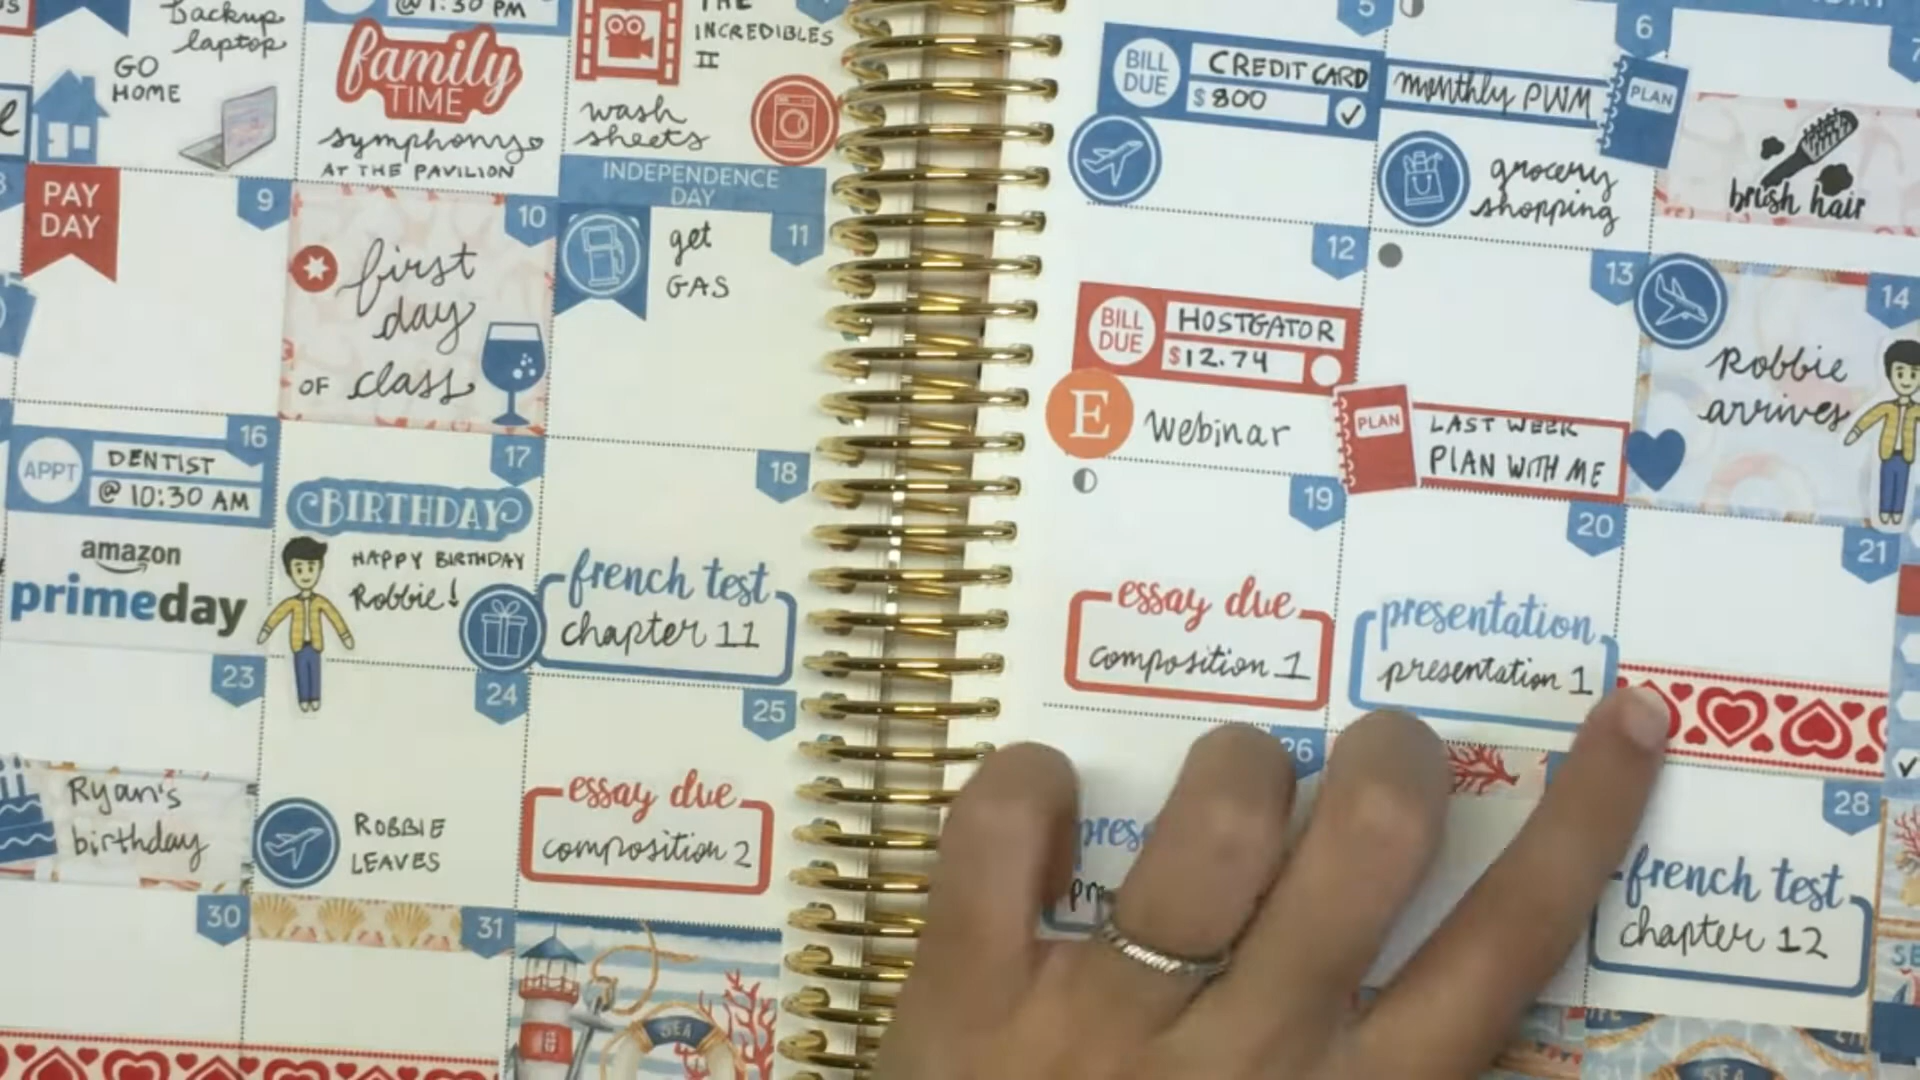 Backup
laptop
GO
HOME
@1:30 PM
family
TIME
symphony
AT THE PAVILION
THE
INCREDIBLES
II
wash
sheets
5
BILL
DUE
CREDIT CARD
$800
6
monthly PWM
PLAN
grocery
shopping
7
brush hair
PAY
DAY
9
10
first
day
OF class
INDEPENDENCE
DAY
11
get
GAS
12
BILL
DUE
HOSTGATOR
$12.74
E
webinar
13
PLAN
LAST WEEK
PLAN WITH ME
14
Robbie
arrives
16
APPT
DENTIST
@ 10:30 AM
amazon
primeday
17
BIRTHDAY
HAPPY BIRTHDAY
Robbie!
18
french test
chapter 11
19
essay due
composition 1
20
presentation
presentation 1
21
23
Ryan's
birthday
24
ROBBIE
LEAVES
25
essay due
composition 2
26
pres
pr
28
french test
chapter 12
30
31
SEA